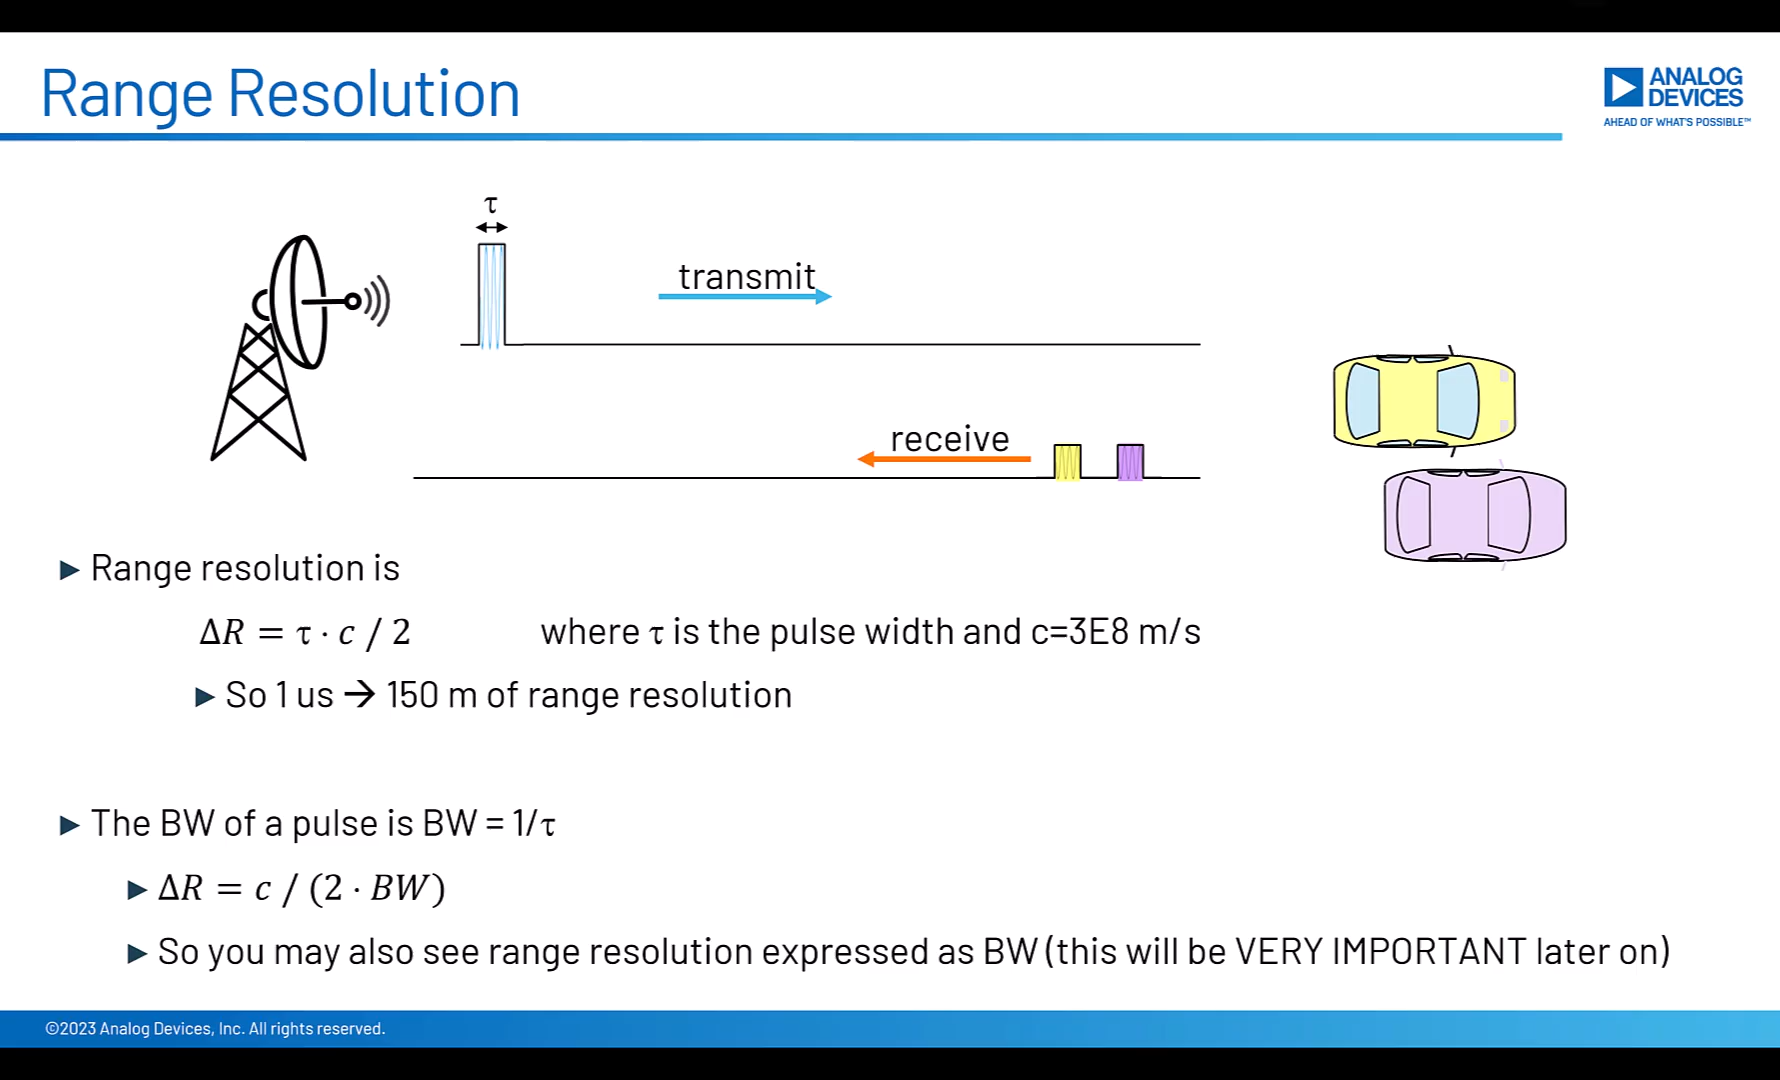 Range Resolution
ANALOG
DEVICES
AHEAD OF WHAT'S POSSIBLE™
τ
transmit
receive
► Range resolution is
ΔR = τ · c / 2 where τ is the pulse width and c=3E8 m/s
► So 1 us → 150 m of range resolution
► The BW of a pulse is BW = 1/τ
► ΔR = c / (2 · BW)
► So you may also see range resolution expressed as BW (this will be VERY IMPORTANT later on)
©2023 Analog Devices, Inc. All rights reserved.